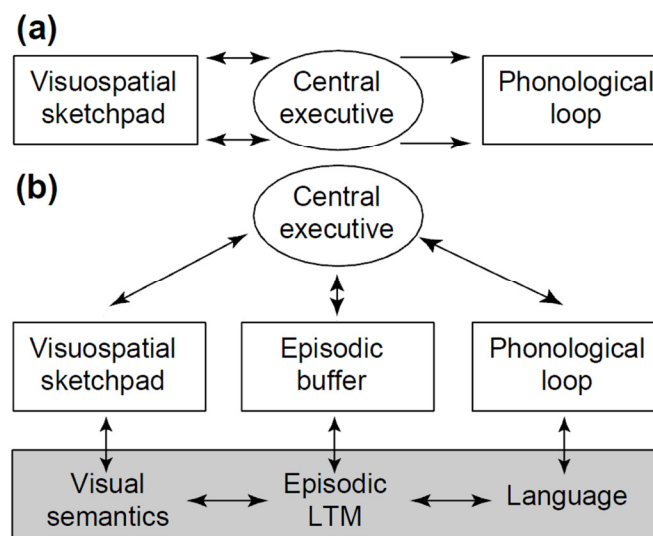 (a)
Visuospatial
sketchpad
Central
executive
Phonological
loop
(b)
Central
executive
Visuospatial
sketchpad
Episodic
buffer
Phonological
loop
Visual
semantics
Episodic
LTM
Language